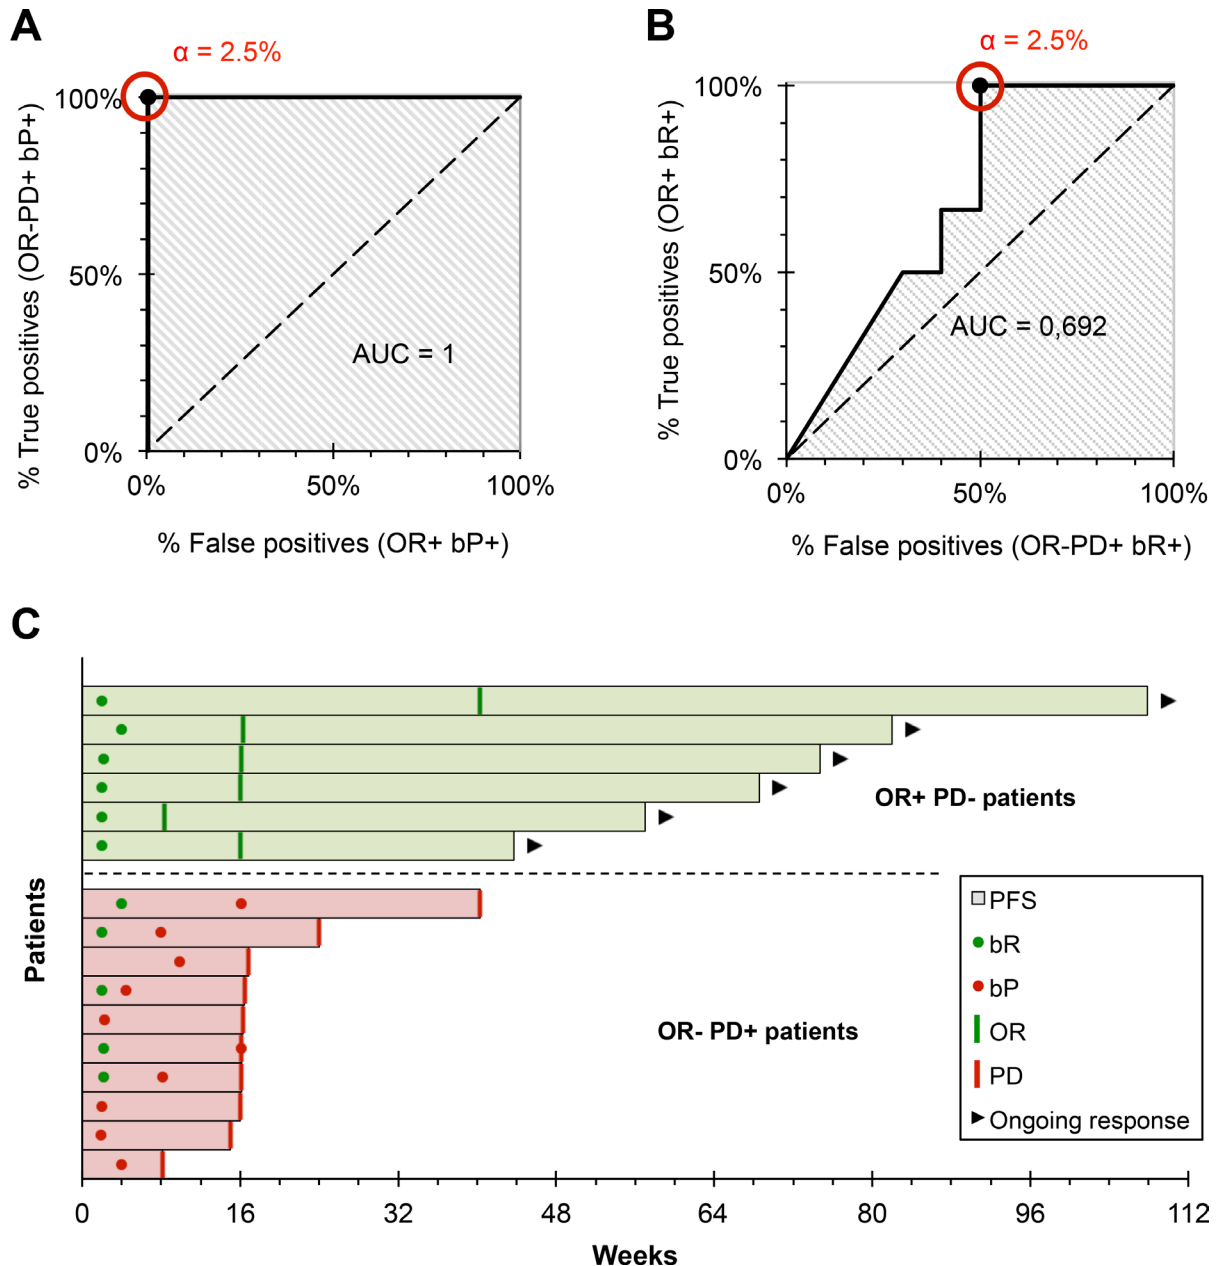 A
α = 2.5%
100%
50%
0%
% True positives (OR-PD+ bP+)
AUC = 1
0%
50%
100%
% False positives (OR+ bP+)
B
α = 2.5%
100%
50%
0%
% True positives (OR+ bR+)
AUC = 0,692
0%
50%
100%
% False positives (OR-PD+ bR+)
C
Patients
OR+ PD- patients
OR- PD+ patients
PFS
bR
bP
OR
PD
Ongoing response
0
16
32
48
64
80
96
112
Weeks